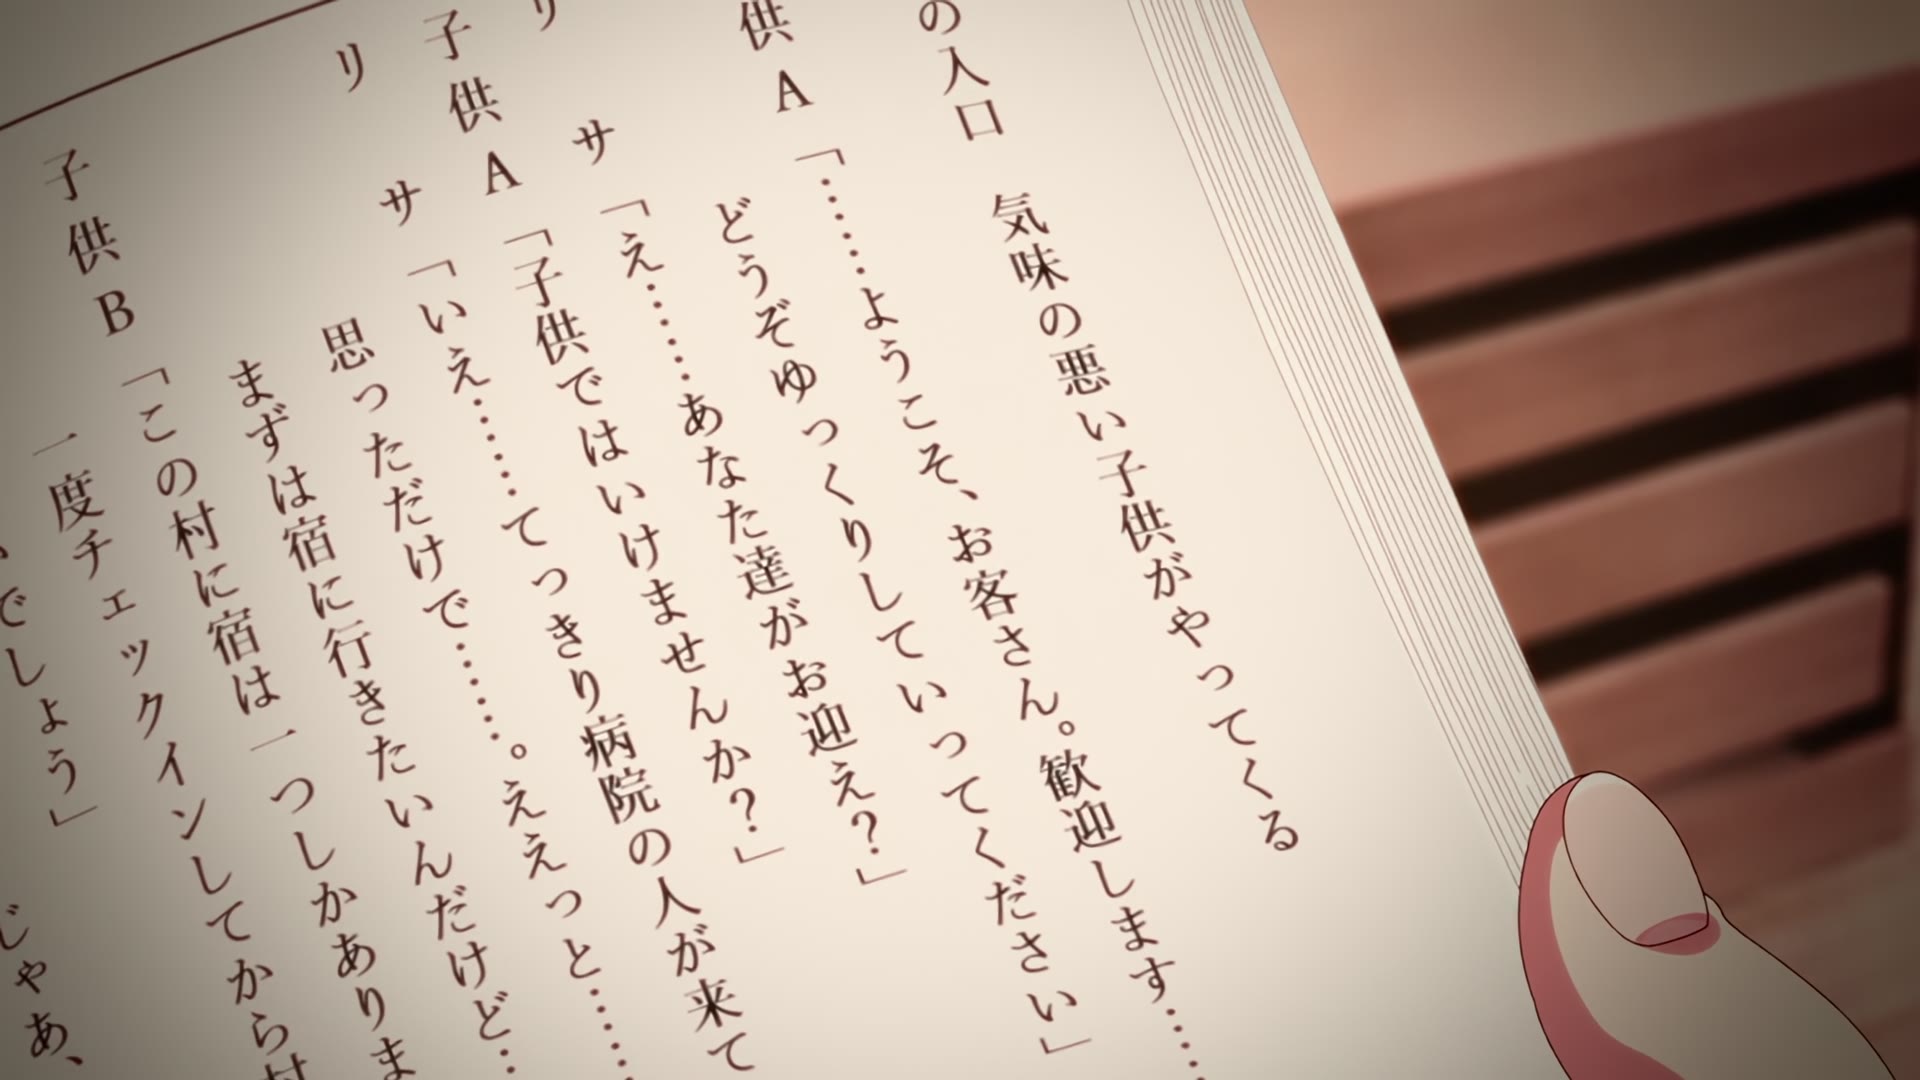 の入口　気味の悪い子供がやってくる
供A「……ようこそ、お客さん。歓迎します……
どうぞゆっくりしていってください」
リサ「え……あなた達がお迎え？」
子供A「子供ではいけませんか？」
リサ「いえ……てっきり病院の人が来て
思っただけで……。ええっと……
まずは宿に行きたいんだけど…
子供B「この村に宿は一つしかありま
一度チェックインしてから村
でしょう」
じゃあ、